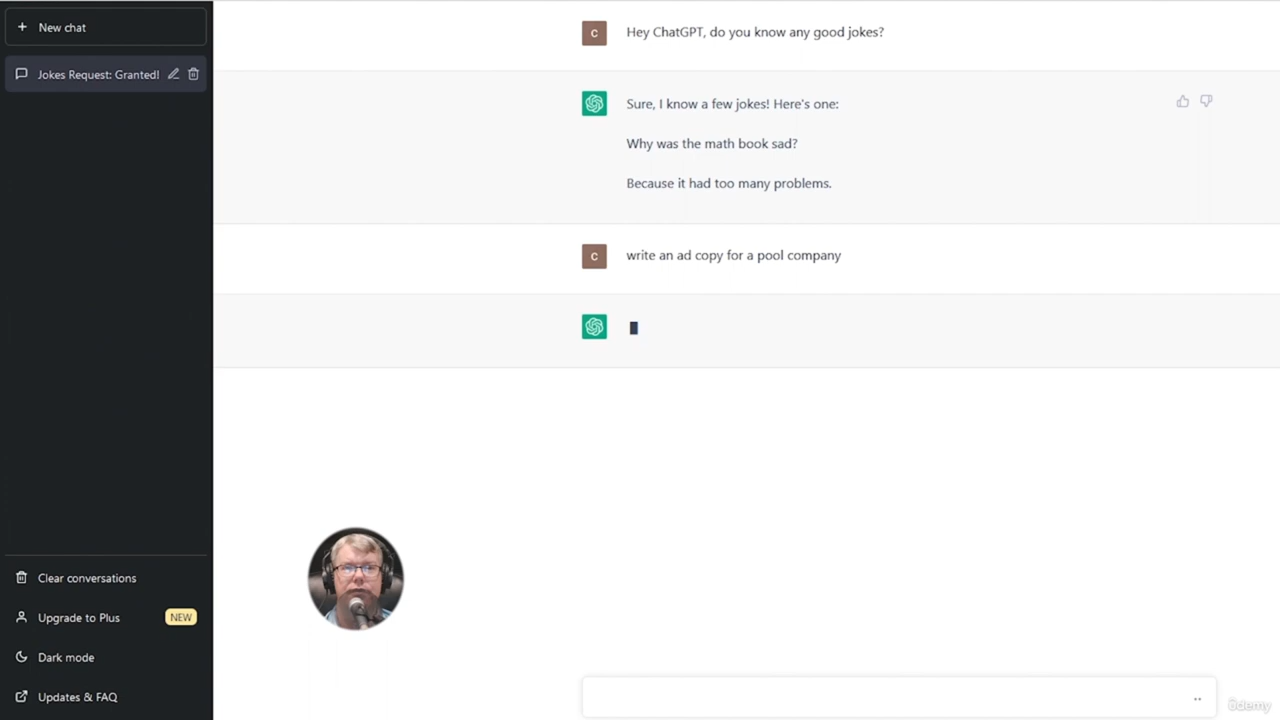 New chat
Jokes Request: Granted!
C
Hey ChatGPT, do you know any good jokes?
Sure, I know a few jokes! Here's one:
Why was the math book sad?
Because it had too many problems.
C
write an ad copy for a pool company
Clear conversations
Upgrade to Plus NEW
Dark mode
Updates & FAQ
ûdemy